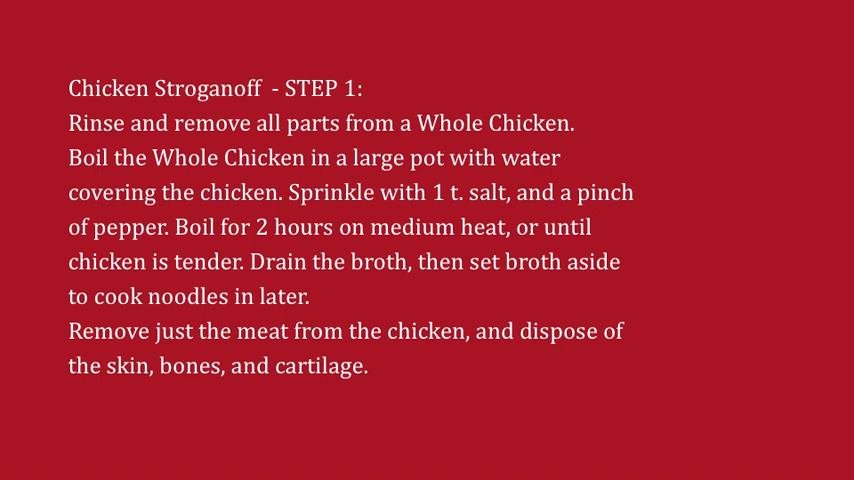 Chicken Stroganoff  - STEP 1:
Rinse and remove all parts from a Whole Chicken.
Boil the Whole Chicken in a large pot with water
covering the chicken. Sprinkle with 1 t. salt, and a pinch
of pepper. Boil for 2 hours on medium heat, or until
chicken is tender. Drain the broth, then set broth aside
to cook noodles in later.
Remove just the meat from the chicken, and dispose of
the skin, bones, and cartilage.